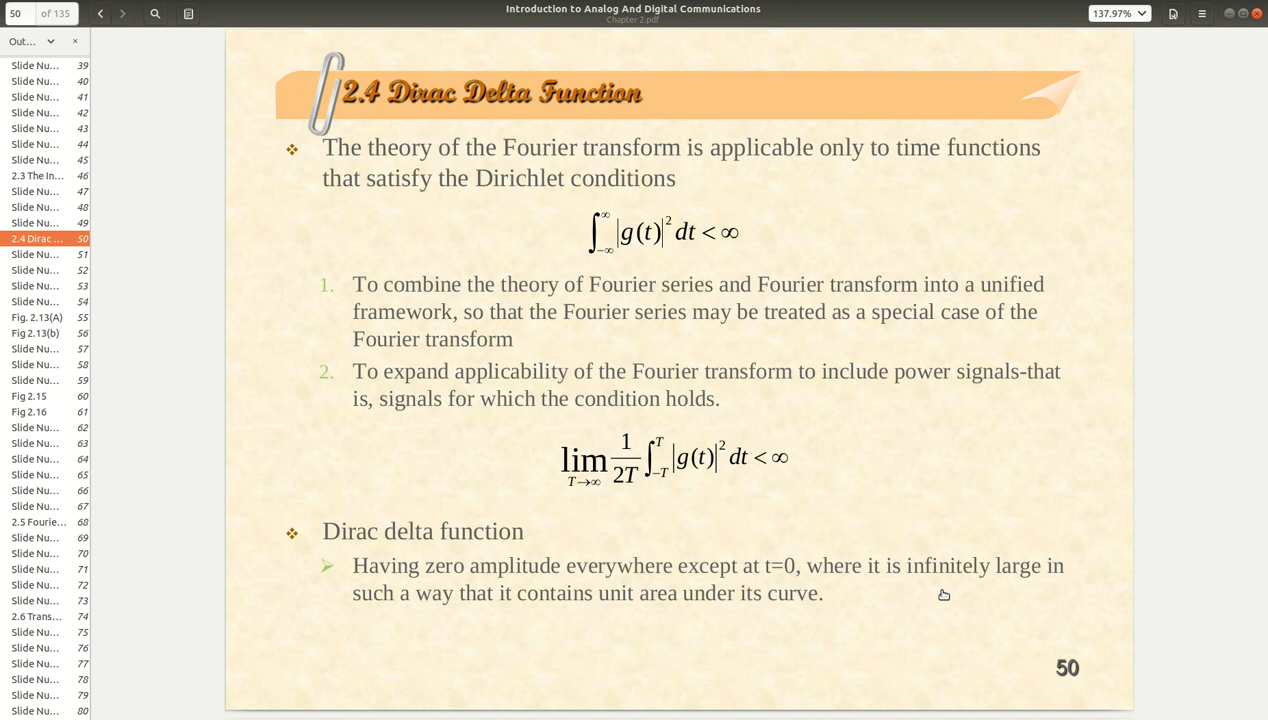 50 of 135
Introduction to Analog And Digital Communications
Chapter 2.pdf
137.97%
Out...
×
Slide Nu... 39
Slide Nu... 40
Slide Nu... 41
Slide Nu... 42
Slide Nu... 43
Slide Nu... 44
Slide Nu... 45
2.3 The In... 46
Slide Nu... 47
Slide Nu... 48
Slide Nu... 49
2.4 Dirac ... 50
Slide Nu... 51
Slide Nu... 52
Slide Nu... 53
Slide Nu... 54
Fig. 2.13(A) 55
Fig 2.13(b) 56
Slide Nu... 57
Slide Nu... 58
Slide Nu... 59
Fig 2.15 60
Fig 2.16 61
Slide Nu... 62
Slide Nu... 63
Slide Nu... 64
Slide Nu... 65
Slide Nu... 66
Slide Nu... 67
2.5 Fourie... 68
Slide Nu... 69
Slide Nu... 70
Slide Nu... 71
Slide Nu... 72
Slide Nu... 73
2.6 Trans... 74
Slide Nu... 75
Slide Nu... 76
Slide Nu... 77
Slide Nu... 78
Slide Nu... 79
Slide Nu... 80
2.4 Dirac Delta Function
❖ The theory of the Fourier transform is applicable only to time functions
that satisfy the Dirichlet conditions
∫_{-∞}^{∞} |g(t)|² dt < ∞
1. To combine the theory of Fourier series and Fourier transform into a unified
framework, so that the Fourier series may be treated as a special case of the
Fourier transform
2. To expand applicability of the Fourier transform to include power signals-that
is, signals for which the condition holds.
lim_{T→∞} 1/2T ∫_{-T}^{T} |g(t)|² dt < ∞
❖ Dirac delta function
➢ Having zero amplitude everywhere except at t=0, where it is infinitely large in
such a way that it contains unit area under its curve.
50